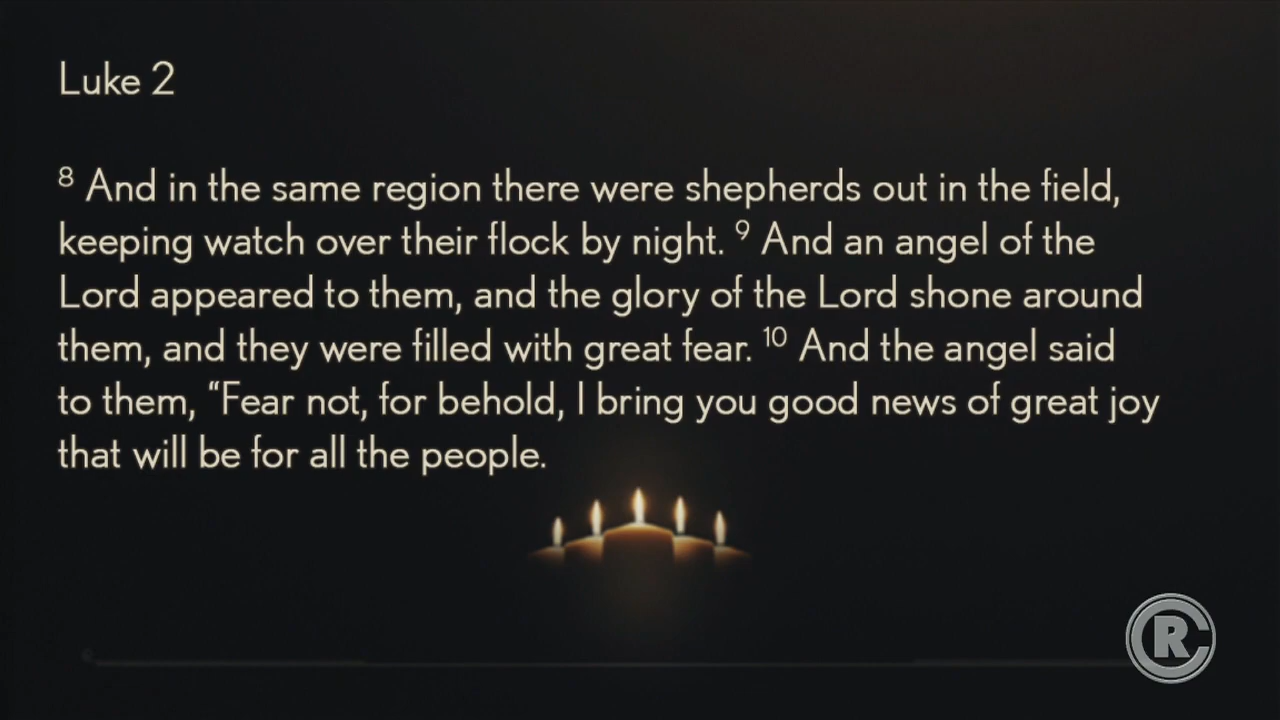 Luke 2
8 And in the same region there were shepherds out in the field,
keeping watch over their flock by night. 9 And an angel of the
Lord appeared to them, and the glory of the Lord shone around
them, and they were filled with great fear. 10 And the angel said
to them, “Fear not, for behold, I bring you good news of great joy
that will be for all the people.
CR